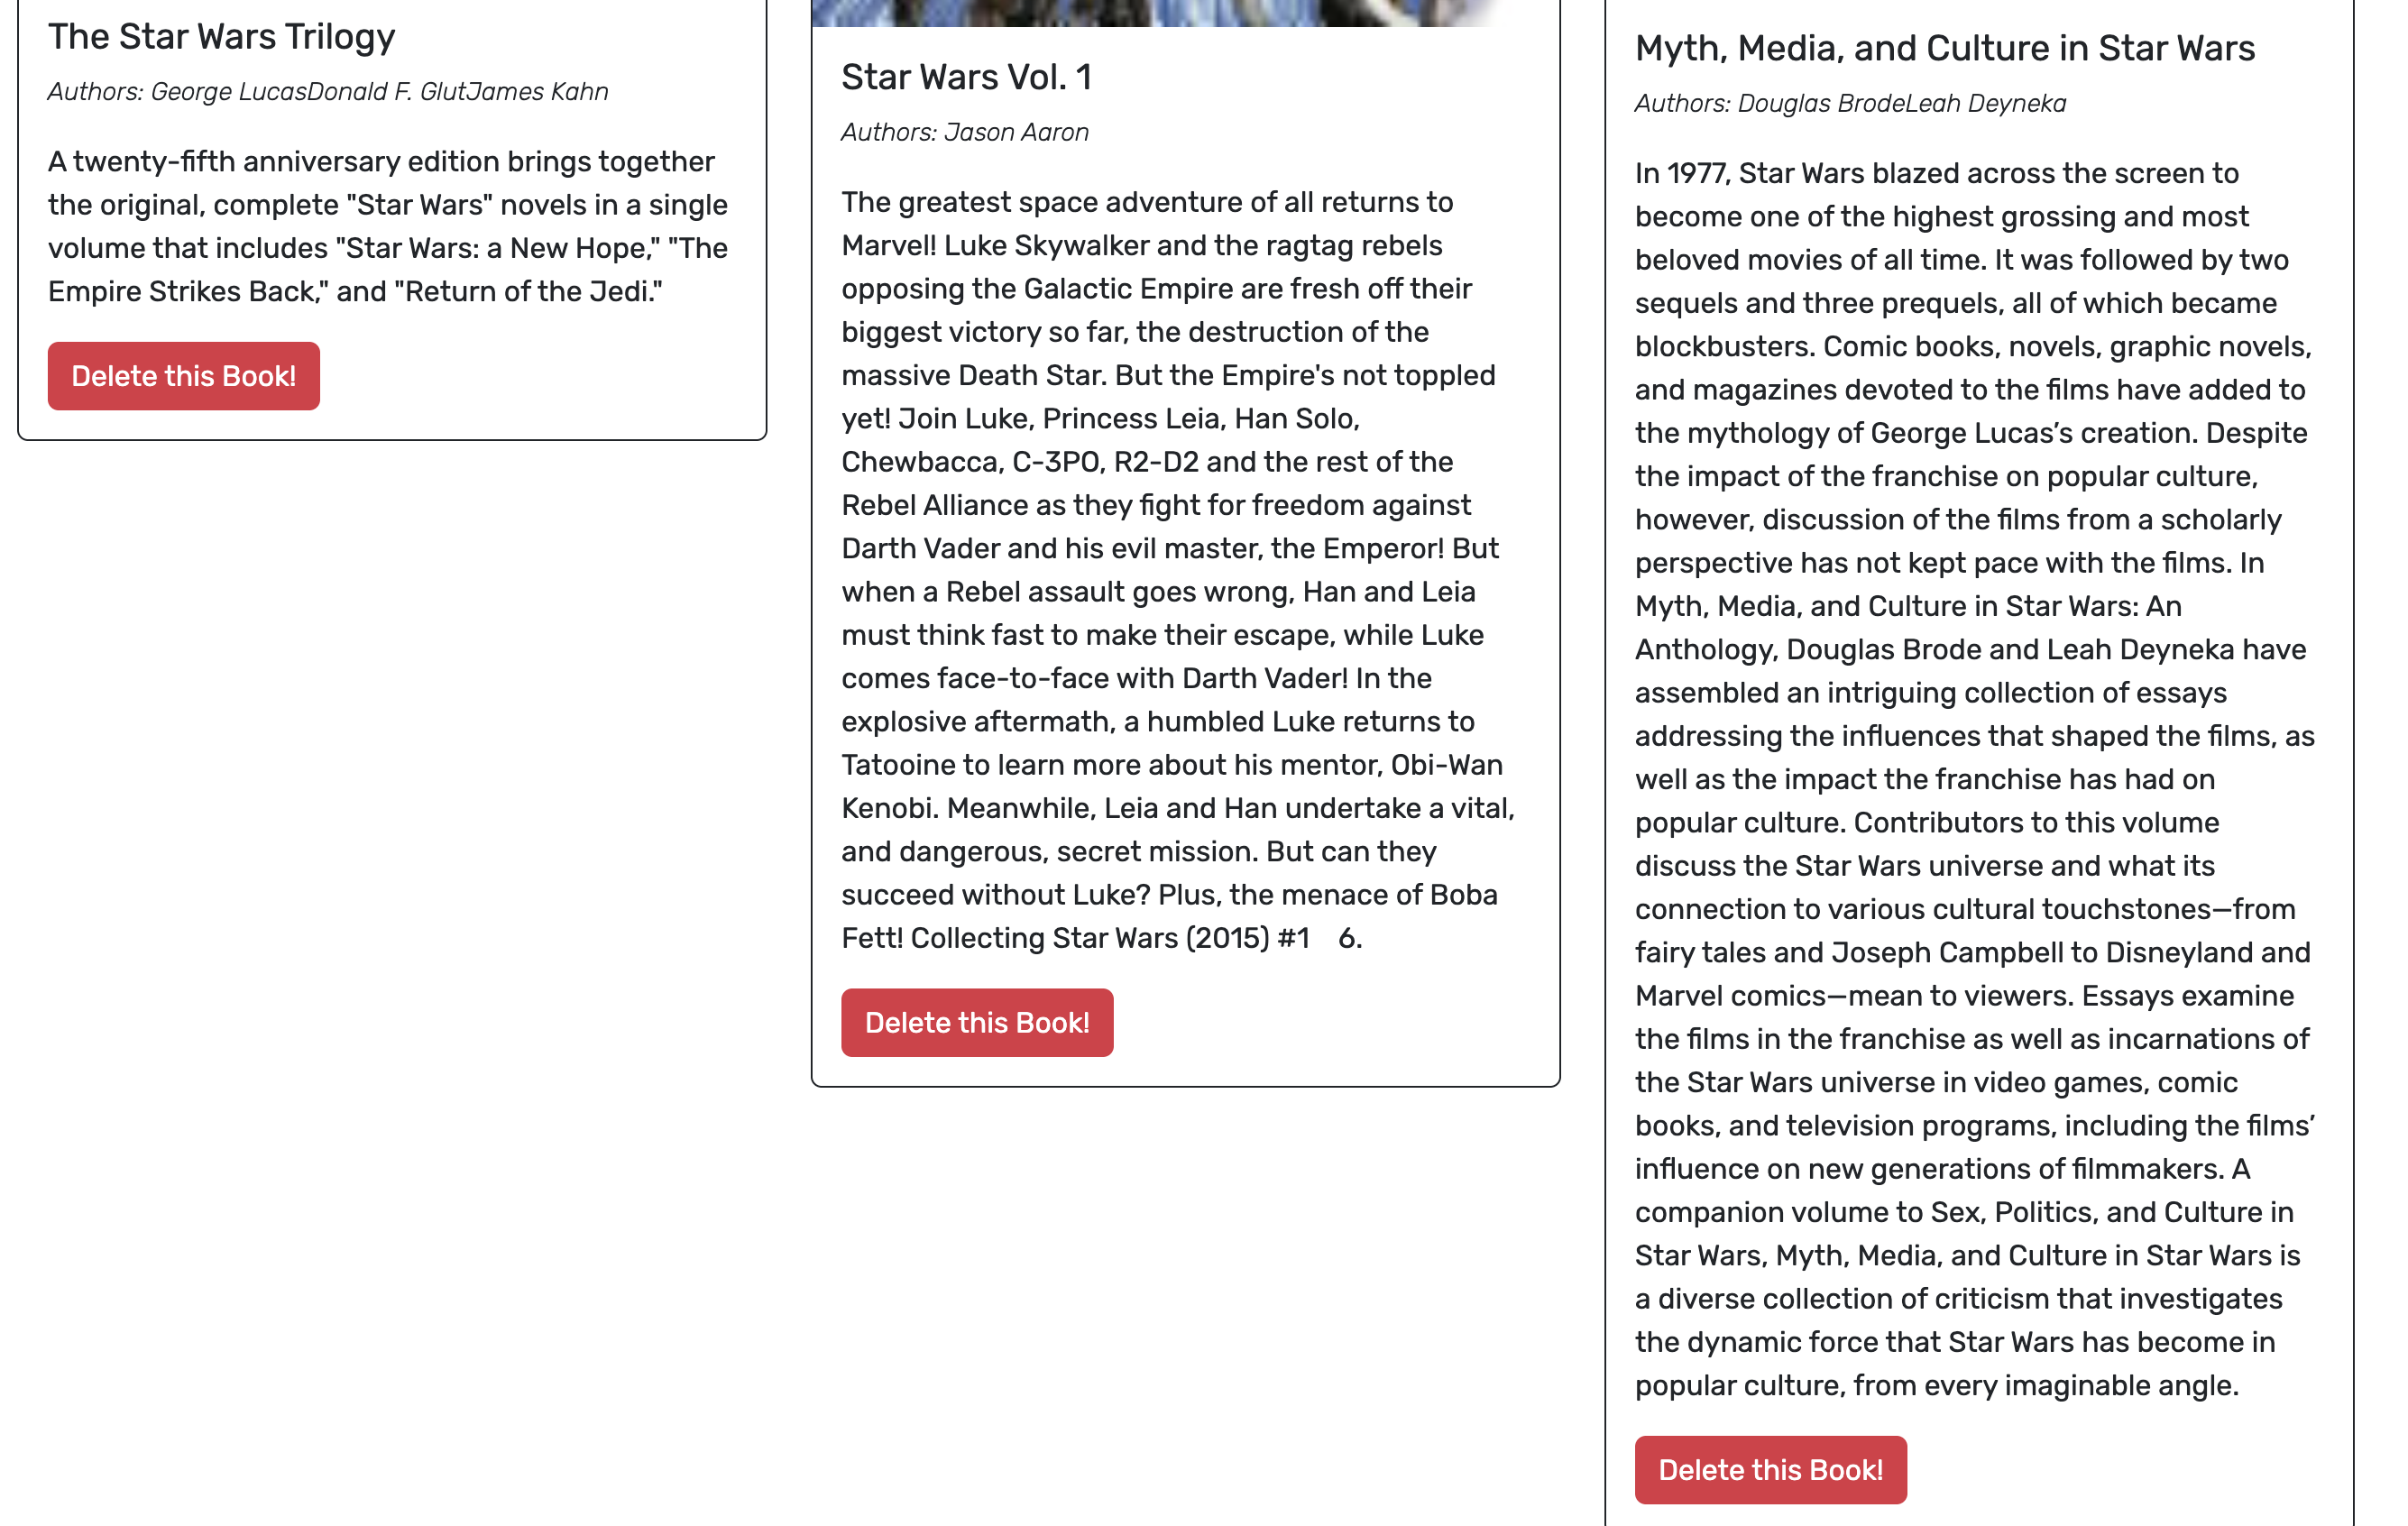 The Star Wars Trilogy
Authors: George LucasDonald F. GlutJames Kahn
A twenty-fifth anniversary edition brings together
the original, complete "Star Wars" novels in a single
volume that includes "Star Wars: a New Hope," "The
Empire Strikes Back," and "Return of the Jedi."
Delete this Book!
Star Wars Vol. 1
Authors: Jason Aaron
The greatest space adventure of all returns to
Marvel! Luke Skywalker and the ragtag rebels
opposing the Galactic Empire are fresh off their
biggest victory so far, the destruction of the
massive Death Star. But the Empire's not toppled
yet! Join Luke, Princess Leia, Han Solo,
Chewbacca, C-3PO, R2-D2 and the rest of the
Rebel Alliance as they fight for freedom against
Darth Vader and his evil master, the Emperor! But
when a Rebel assault goes wrong, Han and Leia
must think fast to make their escape, while Luke
comes face-to-face with Darth Vader! In the
explosive aftermath, a humbled Luke returns to
Tatooine to learn more about his mentor, Obi-Wan
Kenobi. Meanwhile, Leia and Han undertake a vital,
and dangerous, secret mission. But can they
succeed without Luke? Plus, the menace of Boba
Fett! Collecting Star Wars (2015) #1 6.
Delete this Book!
Myth, Media, and Culture in Star Wars
Authors: Douglas BrodeLeah Deyneka
In 1977, Star Wars blazed across the screen to
become one of the highest grossing and most
beloved movies of all time. It was followed by two
sequels and three prequels, all of which became
blockbusters. Comic books, novels, graphic novels,
and magazines devoted to the films have added to
the mythology of George Lucas’s creation. Despite
the impact of the franchise on popular culture,
however, discussion of the films from a scholarly
perspective has not kept pace with the films. In
Myth, Media, and Culture in Star Wars: An
Anthology, Douglas Brode and Leah Deyneka have
assembled an intriguing collection of essays
addressing the influences that shaped the films, as
well as the impact the franchise has had on
popular culture. Contributors to this volume
discuss the Star Wars universe and what its
connection to various cultural touchstones—from
fairy tales and Joseph Campbell to Disneyland and
Marvel comics—mean to viewers. Essays examine
the films in the franchise as well as incarnations of
the Star Wars universe in video games, comic
books, and television programs, including the films’
influence on new generations of filmmakers. A
companion volume to Sex, Politics, and Culture in
Star Wars, Myth, Media, and Culture in Star Wars is
a diverse collection of criticism that investigates
the dynamic force that Star Wars has become in
popular culture, from every imaginable angle.
Delete this Book!